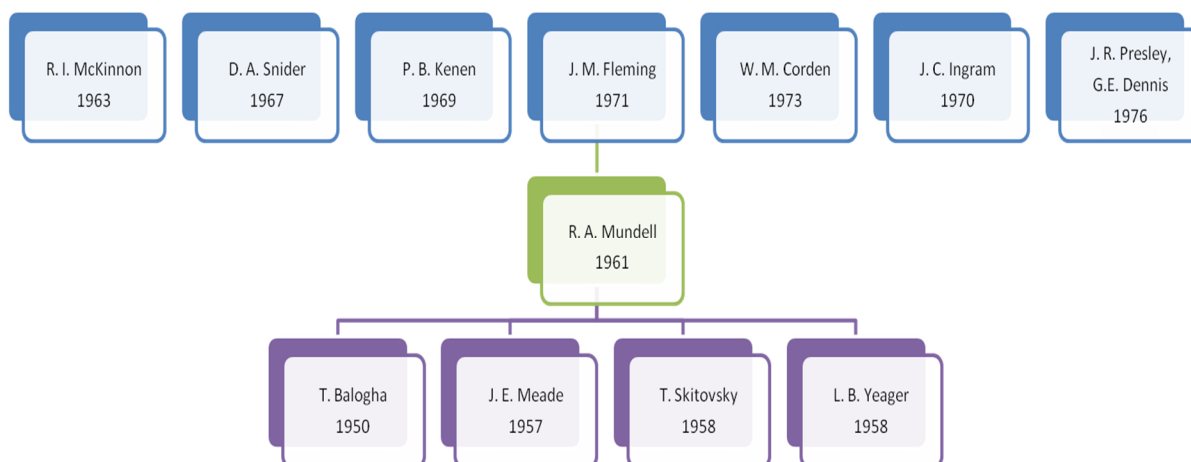 R. I. McKinnon
1963
D. A. Snider
1967
P. B. Kenen
1969
J. M. Fleming
1971
W. M. Corden
1973
J. C. Ingram
1970
J. R. Presley,
G.E. Dennis
1976
R. A. Mundell
1961
T. Balogha
1950
J. E. Meade
1957
T. Skitovsky
1958
L. B. Yeager
1958